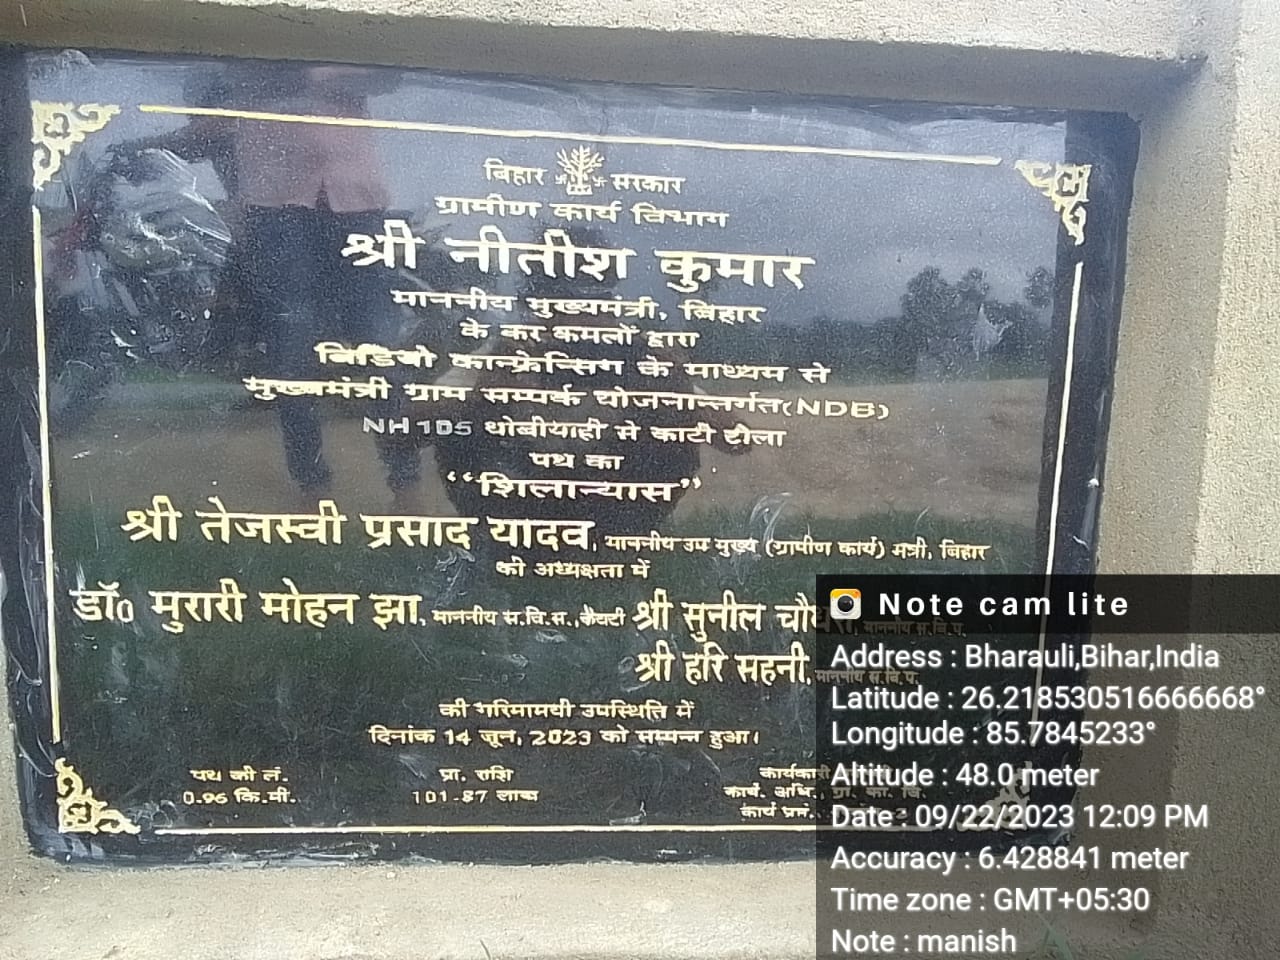 बिहार सरकार
ग्रामीण कार्य विभाग
श्री नीतीश कुमार
माननीय मुख्यमंत्री, बिहार
के कर कमलों द्वारा
विडियो कान्फ्रेन्सिंग के माध्यम से
मुख्यमंत्री ग्राम सम्पर्क योजनान्तर्गत(NDB)
NH 105 धोबीयाही से काटी टोला
पथ का
“शिलान्यास”
श्री तेजस्वी प्रसाद यादव, माननीय उप मुख्य (ग्रामीण कार्य) मंत्री, बिहार
की अध्यक्षता में
डॉ० मुरारी मोहन झा, माननीय स.वि.स.,केवटी श्री सुनील माननीय स.वि.प.
श्री हरि सहनी, माननीय स.वि.प.
की गरिमामयी उपस्थिति में
दिनांक 14 जून, 2023 को सम्पन्न हुआ।
पथ की लं. प्रा. राशि
0.96 कि.मी. 101-87 लाख कार्य. अभि., ग्रा. का. वि.
कार्य प्रमं.
Note cam lite
Address : Bharauli,Bihar,India
Latitude : 26.218530516666668°
Longitude : 85.7845233°
Altitude : 48.0 meter
Date : 09/22/2023 12:09 PM
Accuracy : 6.428841 meter
Time zone : GMT+05:30
Note : manish